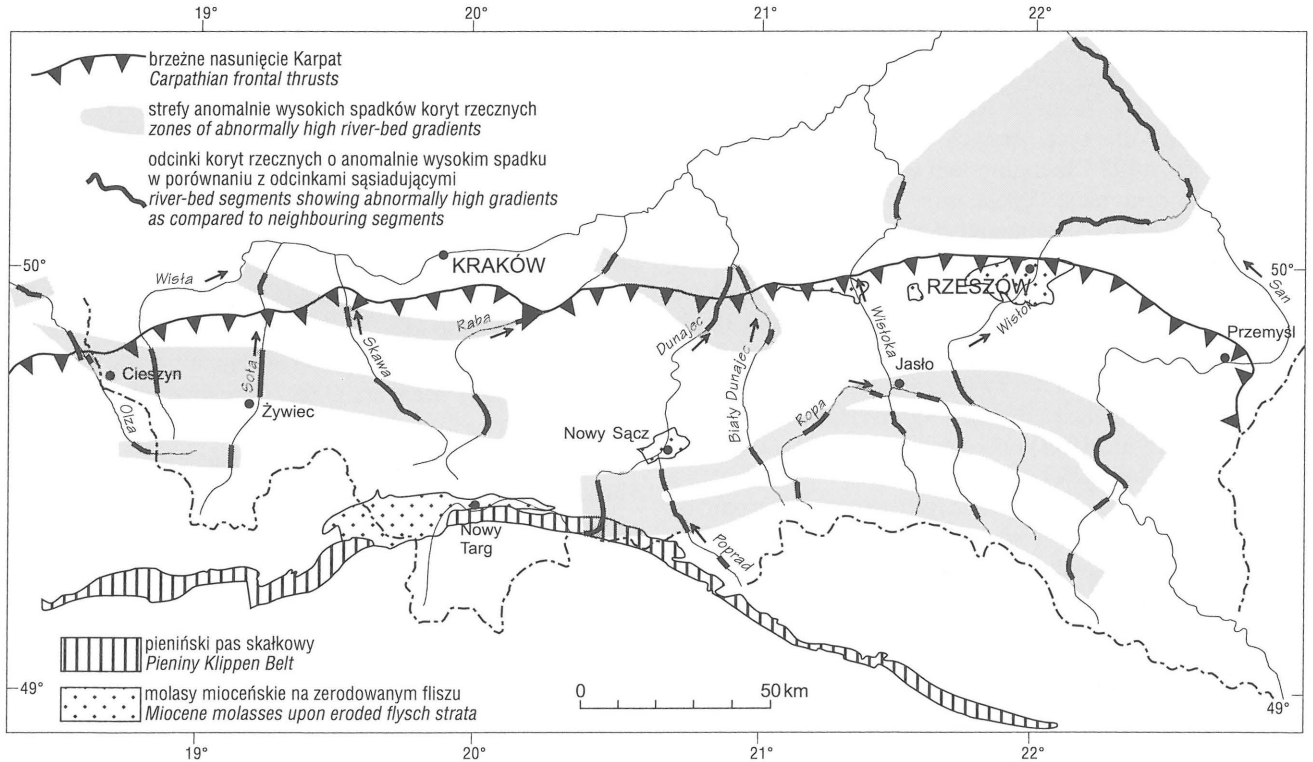 19°
20°
21°
22°
brzeżne nasunięcie Karpat
Carpathian frontal thrusts
strefy anomalnie wysokich spadków koryt rzecznych
zones of abnormally high river-bed gradients
odcinki koryt rzecznych o anomalnie wysokim spadku
w porównaniu z odcinkami sąsiadującymi
river-bed segments showing abnormally high gradients
as compared to neighbouring segments
50°
50°
Wisła
KRAKÓW
RZESZÓW
San
Raba
Skawa
Soła
Dunajec
Biały Dunajec
Wisłoka
Wisłok
Przemyśl
Cieszyn
Olza
Żywiec
Jasło
Ropa
Nowy Sącz
Nowy
Targ
Poprad
pieniński pas skałkowy
Pieniny Klippen Belt
molasy mioceńskie na zerodowanym fliszu
Miocene molasses upon eroded flysch strata
0
50 km
49°
49°
19°
20°
21°
22°